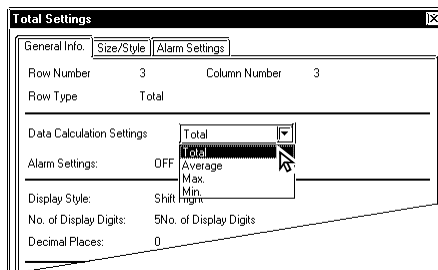 Total Settings
General Info. Size/Style Alarm Settings
Row Number 3 Column Number 3
Row Type Total
Data Calculation Settings Total
Total
Alarm Settings: OFF Average
Max.
Min.
Display Style: Shift Right
No. of Display Digits: 5No. of Display Digits
Decimal Places: 0